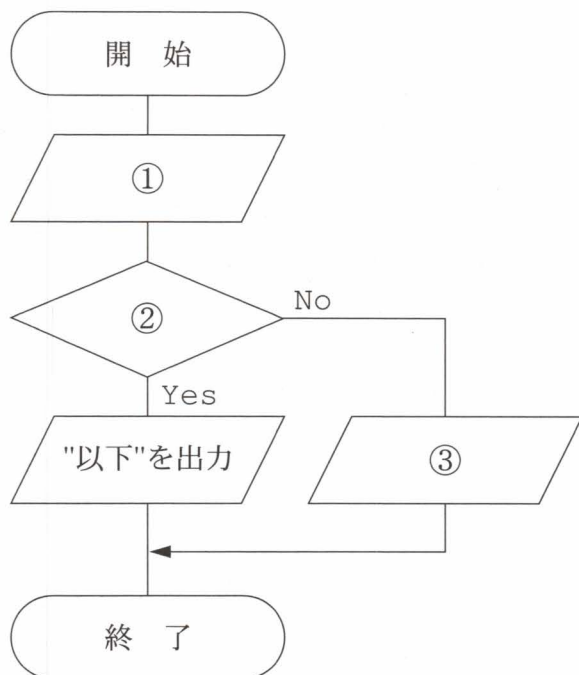 開 始
①
②
No
Yes
"以下"を出力
③
終 了